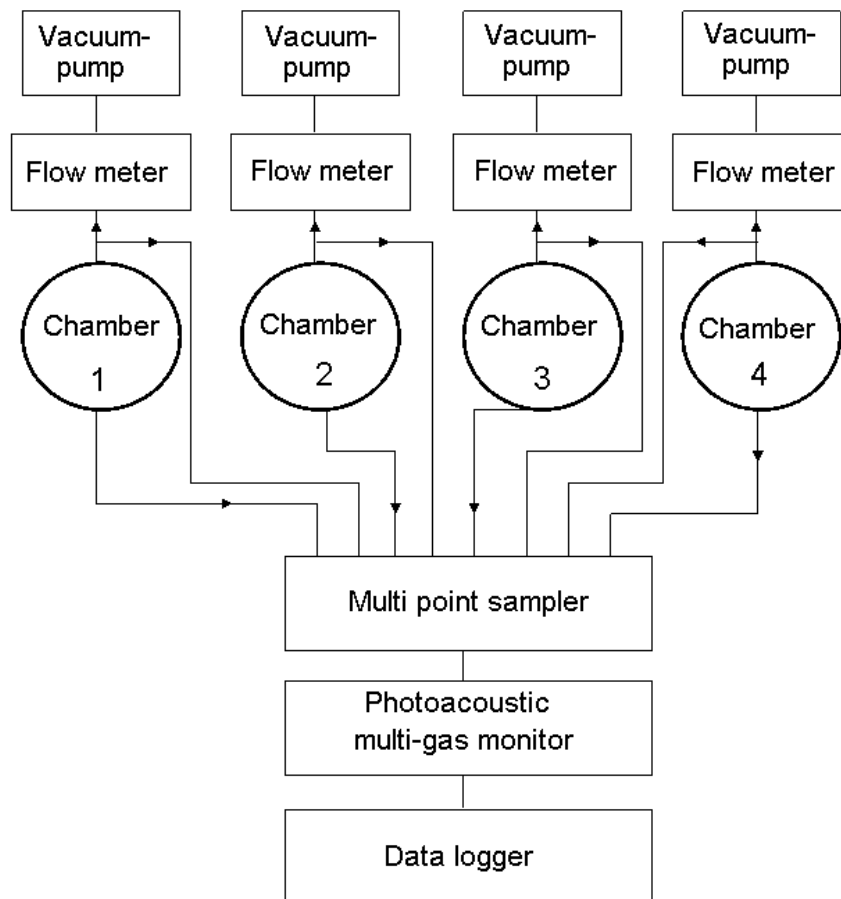 Vacuum-
pump
Vacuum-
pump
Vacuum-
pump
Vacuum-
pump
Flow meter
Flow meter
Flow meter
Flow meter
Chamber
1
Chamber
2
Chamber
3
Chamber
4
Multi point sampler
Photoacoustic
multi-gas monitor
Data logger